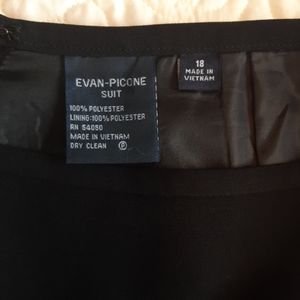 EVAN-PICONE
SUIT
100% POLYESTER
LINING:100% POLYESTER
RN 54050
MADE IN VIETNAM
DRY CLEAN Ⓟ
18
MADE IN
VIETNAM